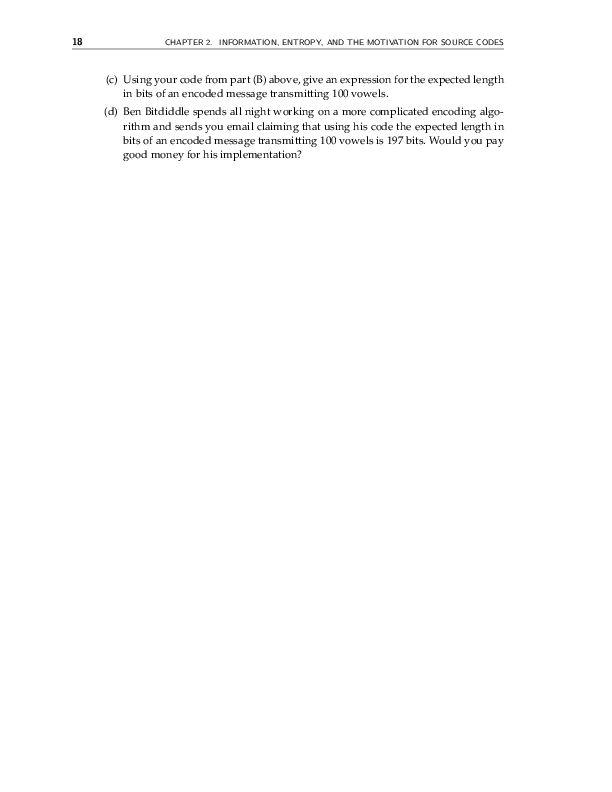 18 CHAPTER 2. INFORMATION, ENTROPY, AND THE MOTIVATION FOR SOURCE CODES
(c) Using your code from part (B) above, give an expression for the expected length
in bits of an encoded message transmitting 100 vowels.
(d) Ben Bitdiddle spends all night working on a more complicated encoding algo-
rithm and sends you email claiming that using his code the expected length in
bits of an encoded message transmitting 100 vowels is 197 bits. Would you pay
good money for his implementation?